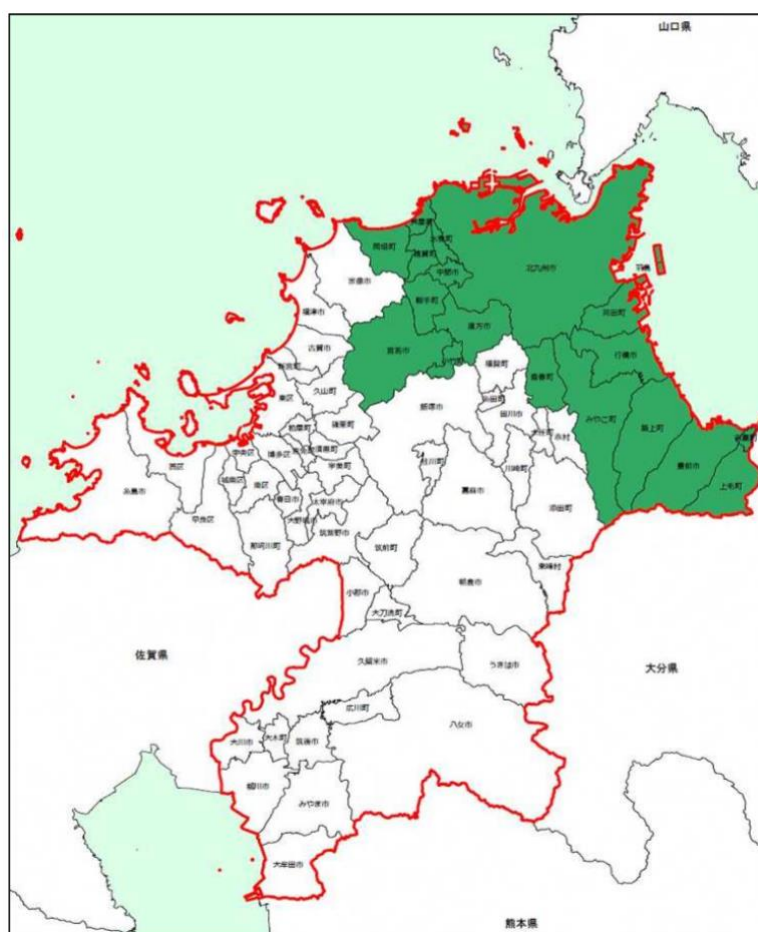 山口県
芦屋町
水巻町
岡垣町
遠賀町
中間市
北九州市
宗像市
鞍手町
苅田町
福津市
直方市
行橋市
宮若市
古賀市
小竹町
福智町
香春町
新宮町
久山町
東区
糸田町
みやこ町
飯塚市
田川市
築上町
篠栗町
粕屋町
大任町
赤村
吉富町
須恵町
志免町
中央区
博多区
桂川町
川崎町
豊前市
宇美町
西区
城南区
南区
嘉麻市
上毛町
糸島市
春日市
太宰府市
添田町
早良区
大野城市
筑紫野市
那珂川町
筑前町
東峰村
朝倉市
小郡市
大刀洗町
佐賀県
久留米市
うきは市
大分県
広川町
八女市
大川市
大木町
筑後市
柳川市
みやま市
大牟田市
熊本県